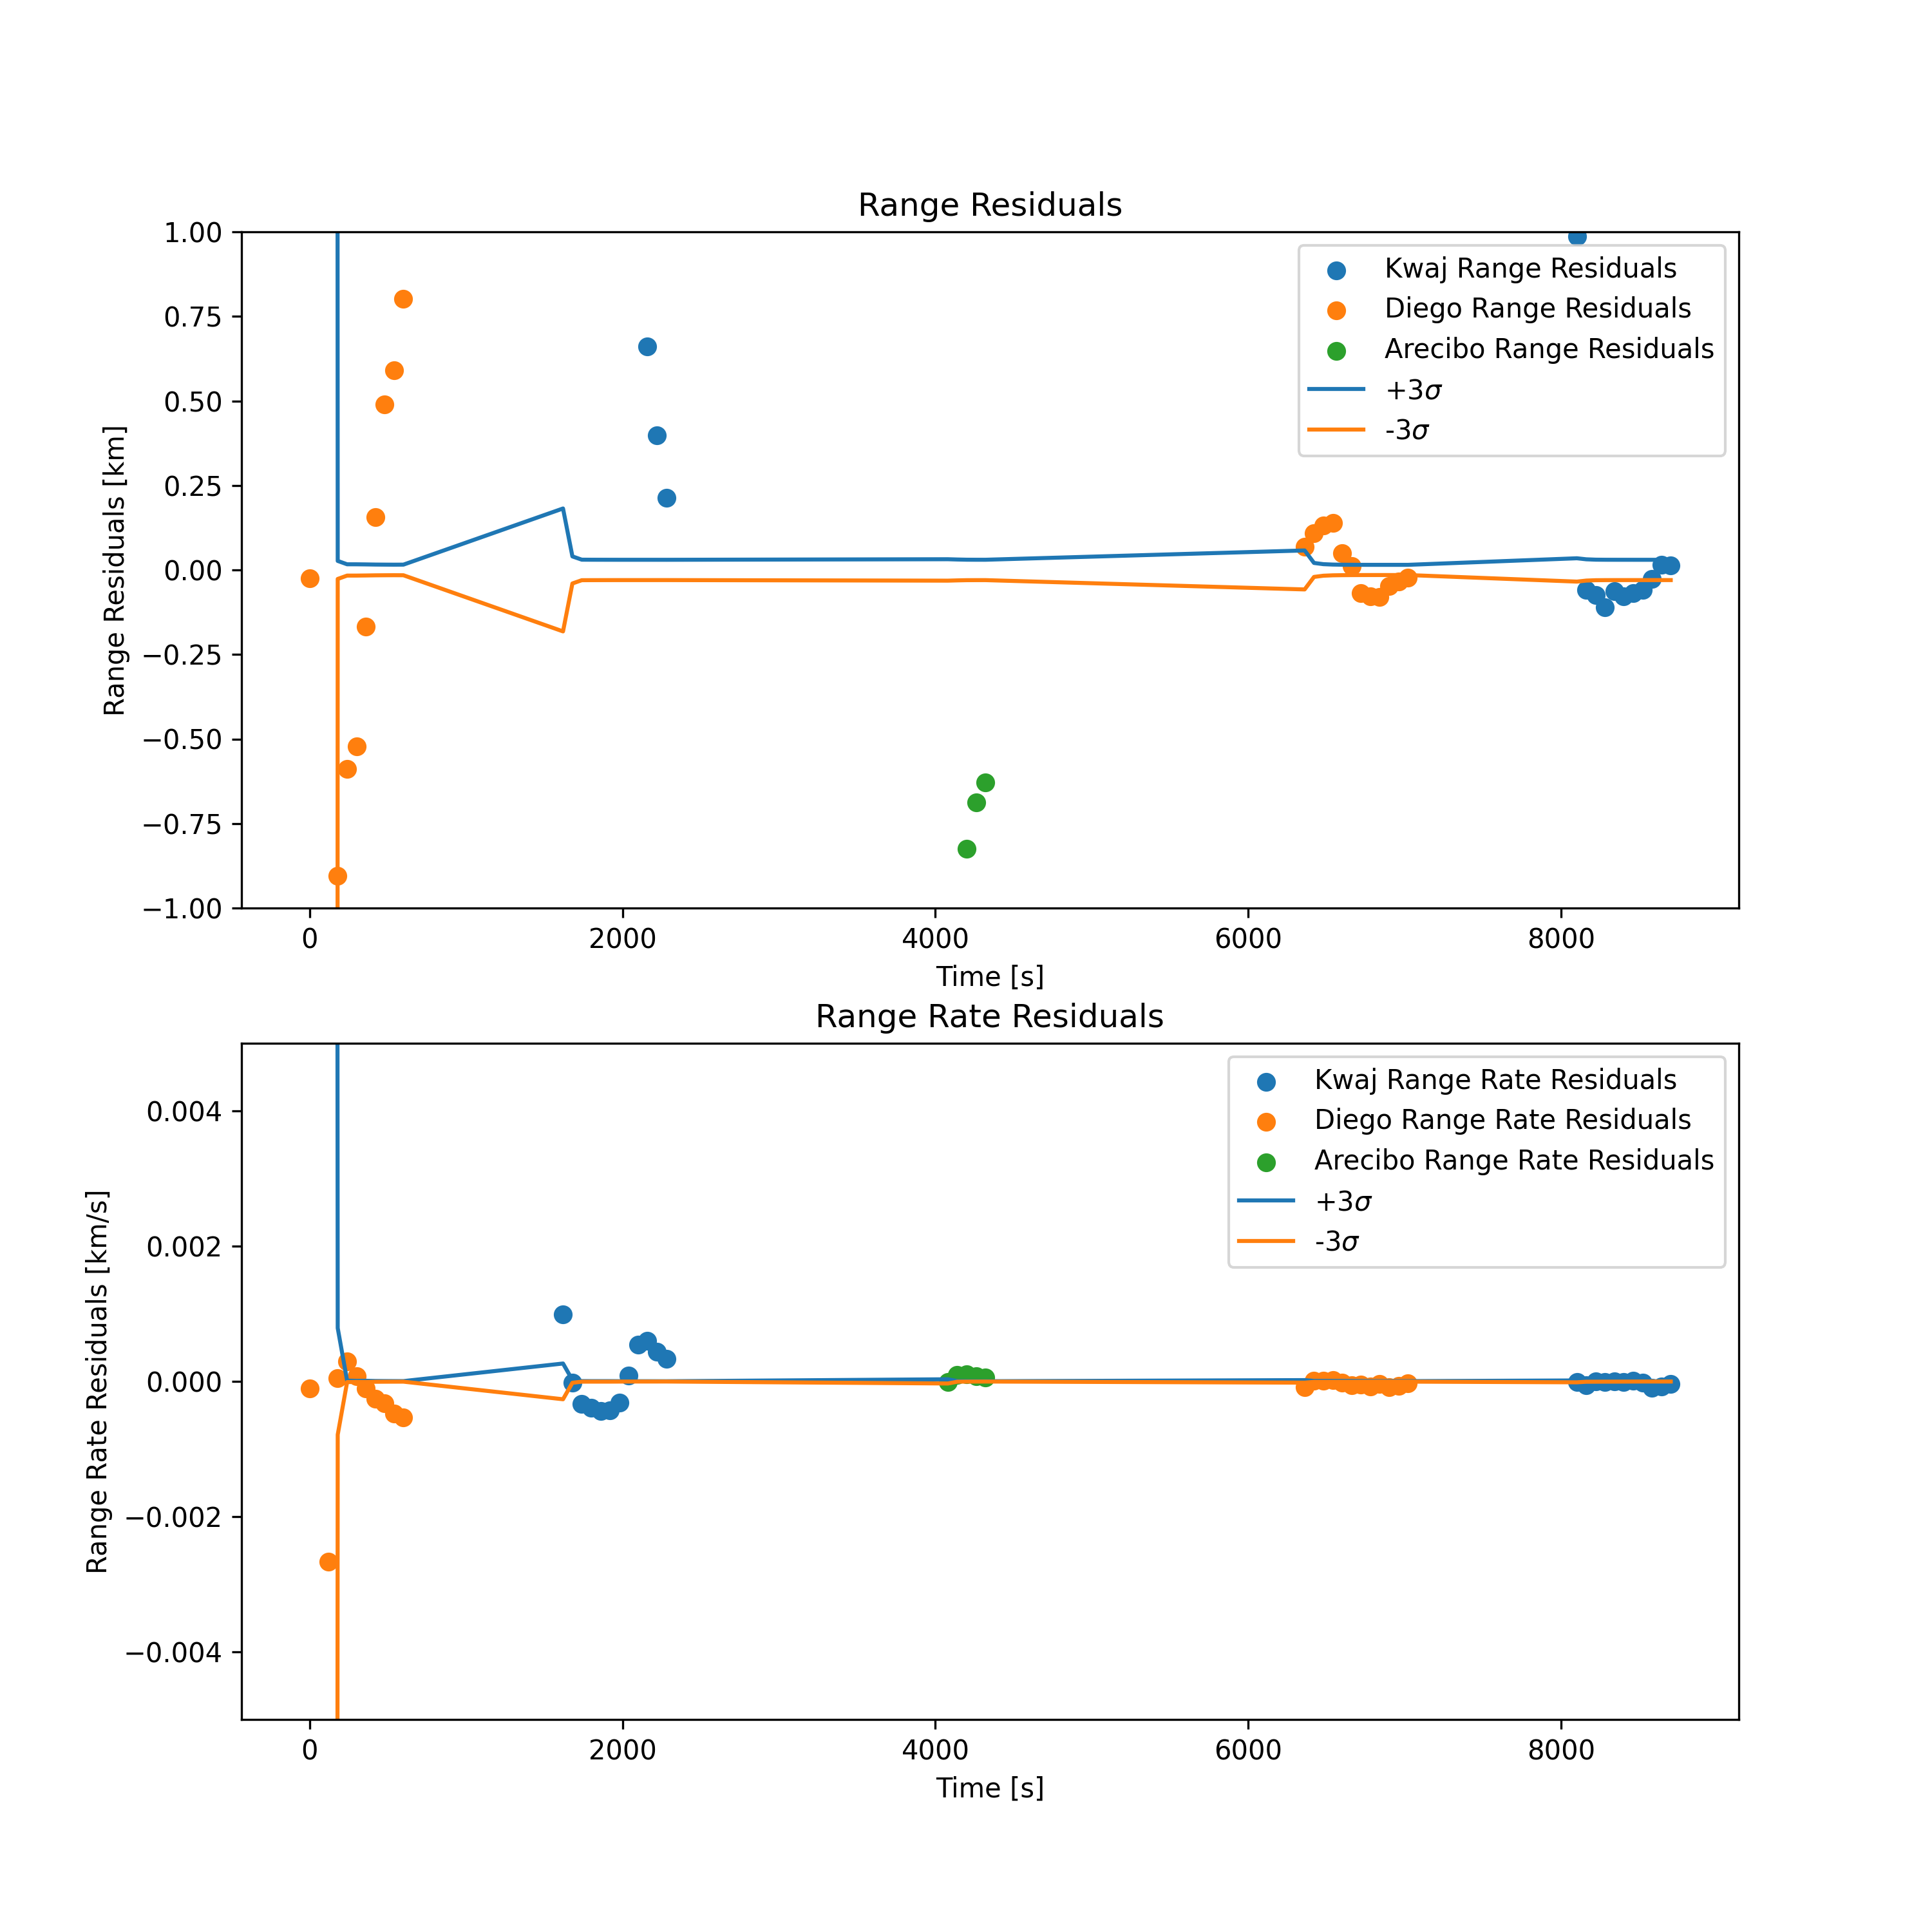 Range Residuals
1.00
0.75
0.50
0.25
0.00
−0.25
−0.50
−0.75
−1.00
Range Residuals [km]
Kwaj Range Residuals
Diego Range Residuals
Arecibo Range Residuals
+3σ
-3σ
0 2000 4000 6000 8000
Time [s]
Range Rate Residuals
0.004
0.002
0.000
−0.002
−0.004
Range Rate Residuals [km/s]
Kwaj Range Rate Residuals
Diego Range Rate Residuals
Arecibo Range Rate Residuals
+3σ
-3σ
0 2000 4000 6000 8000
Time [s]